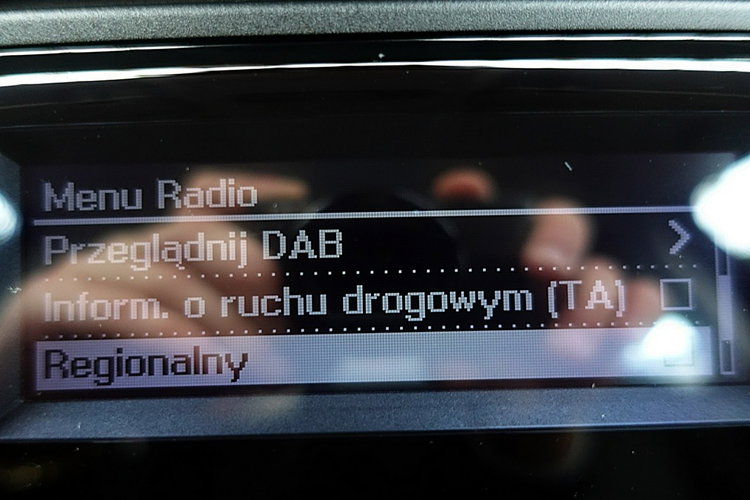 Menu Radio
Przeglądnij DAB
Inform. o ruchu drogowym (TA)
Regionalny